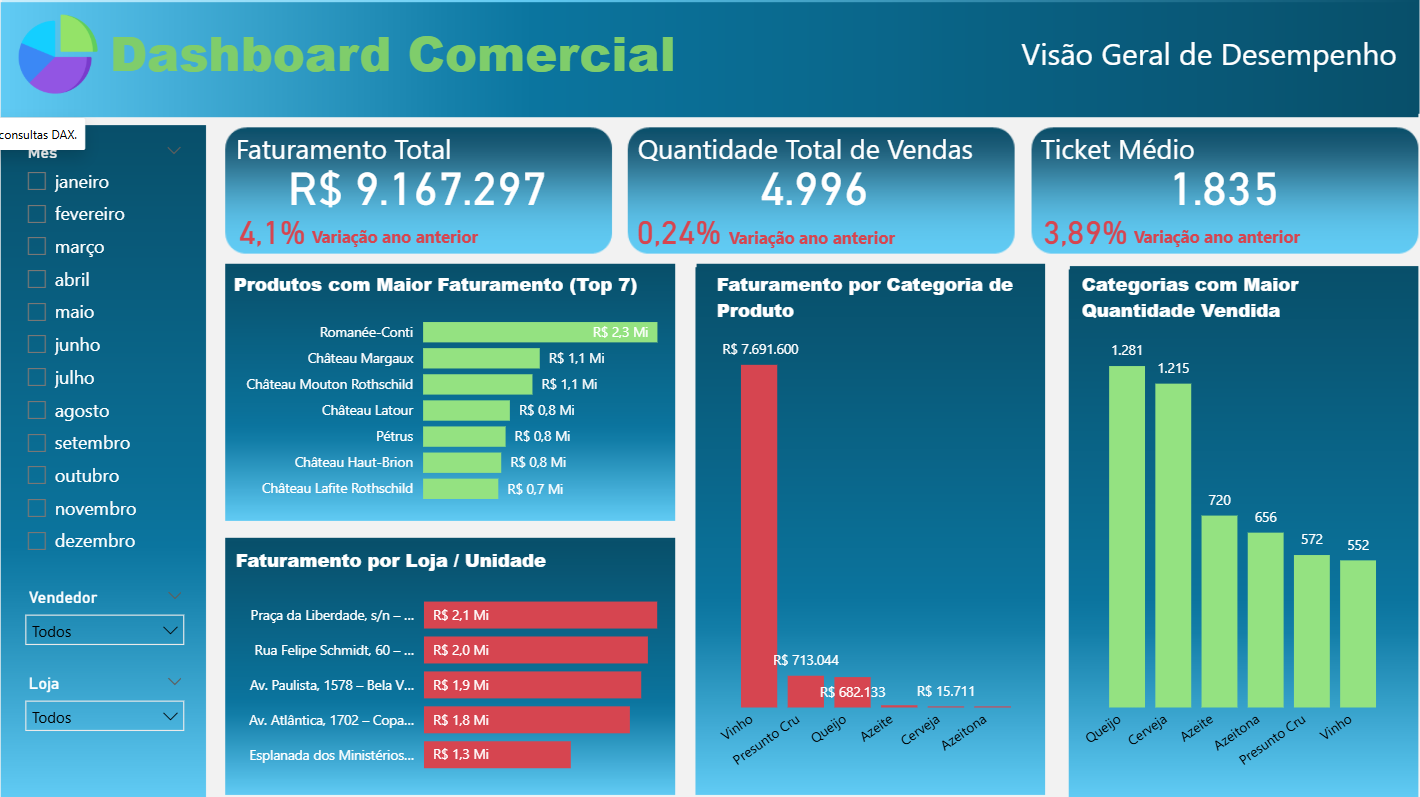 Dashboard Comercial
Visão Geral de Desempenho
consultas DAX.
Mês
janeiro
fevereiro
março
abril
maio
junho
julho
agosto
setembro
outubro
novembro
dezembro
Vendedor
Todos
Loja
Todos
Faturamento Total
R$ 9.167.297
4,1% Variação ano anterior
Quantidade Total de Vendas
4.996
0,24% Variação ano anterior
Ticket Médio
1.835
3,89% Variação ano anterior
Produtos com Maior Faturamento (Top 7)
Romanée-Conti R$ 2,3 Mi
Château Margaux R$ 1,1 Mi
Château Mouton Rothschild R$ 1,1 Mi
Château Latour R$ 0,8 Mi
Pétrus R$ 0,8 Mi
Château Haut-Brion R$ 0,8 Mi
Château Lafite Rothschild R$ 0,7 Mi
Faturamento por Loja / Unidade
Praça da Liberdade, s/n – ... R$ 2,1 Mi
Rua Felipe Schmidt, 60 – ... R$ 2,0 Mi
Av. Paulista, 1578 – Bela V... R$ 1,9 Mi
Av. Atlântica, 1702 – Copa... R$ 1,8 Mi
Esplanada dos Ministérios... R$ 1,3 Mi
Faturamento por Categoria de
Produto
R$ 7.691.600
R$ 713.044
R$ 682.133
R$ 15.711
Vinho
Presunto Cru
Queijo
Azeite
Cerveja
Azeitona
Categorias com Maior
Quantidade Vendida
1.281
1.215
720
656
572
552
Queijo
Cerveja
Azeite
Azeitona
Presunto Cru
Vinho